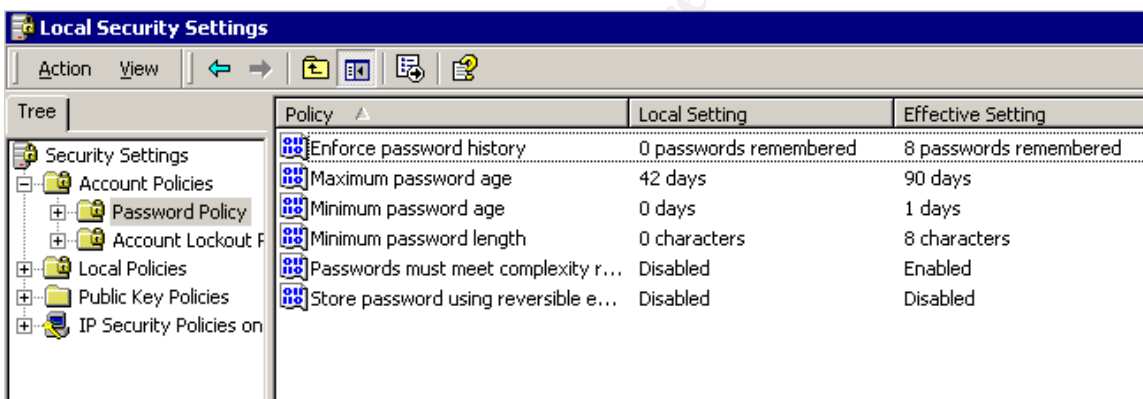 Local Security Settings
Action View
Tree
Policy Local Setting Effective Setting
Security Settings
Account Policies
Password Policy
Account Lockout P
Local Policies
Public Key Policies
IP Security Policies on
Enforce password history 0 passwords remembered 8 passwords remembered
Maximum password age 42 days 90 days
Minimum password age 0 days 1 days
Minimum password length 0 characters 8 characters
Passwords must meet complexity r... Disabled Enabled
Store password using reversible e... Disabled Disabled